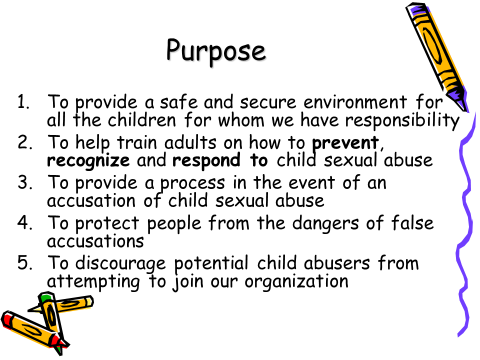 Purpose
1. To provide a safe and secure environment for
all the children for whom we have responsibility
2. To help train adults on how to prevent,
recognize and respond to child sexual abuse
3. To provide a process in the event of an
accusation of child sexual abuse
4. To protect people from the dangers of false
accusations
5. To discourage potential child abusers from
attempting to join our organization